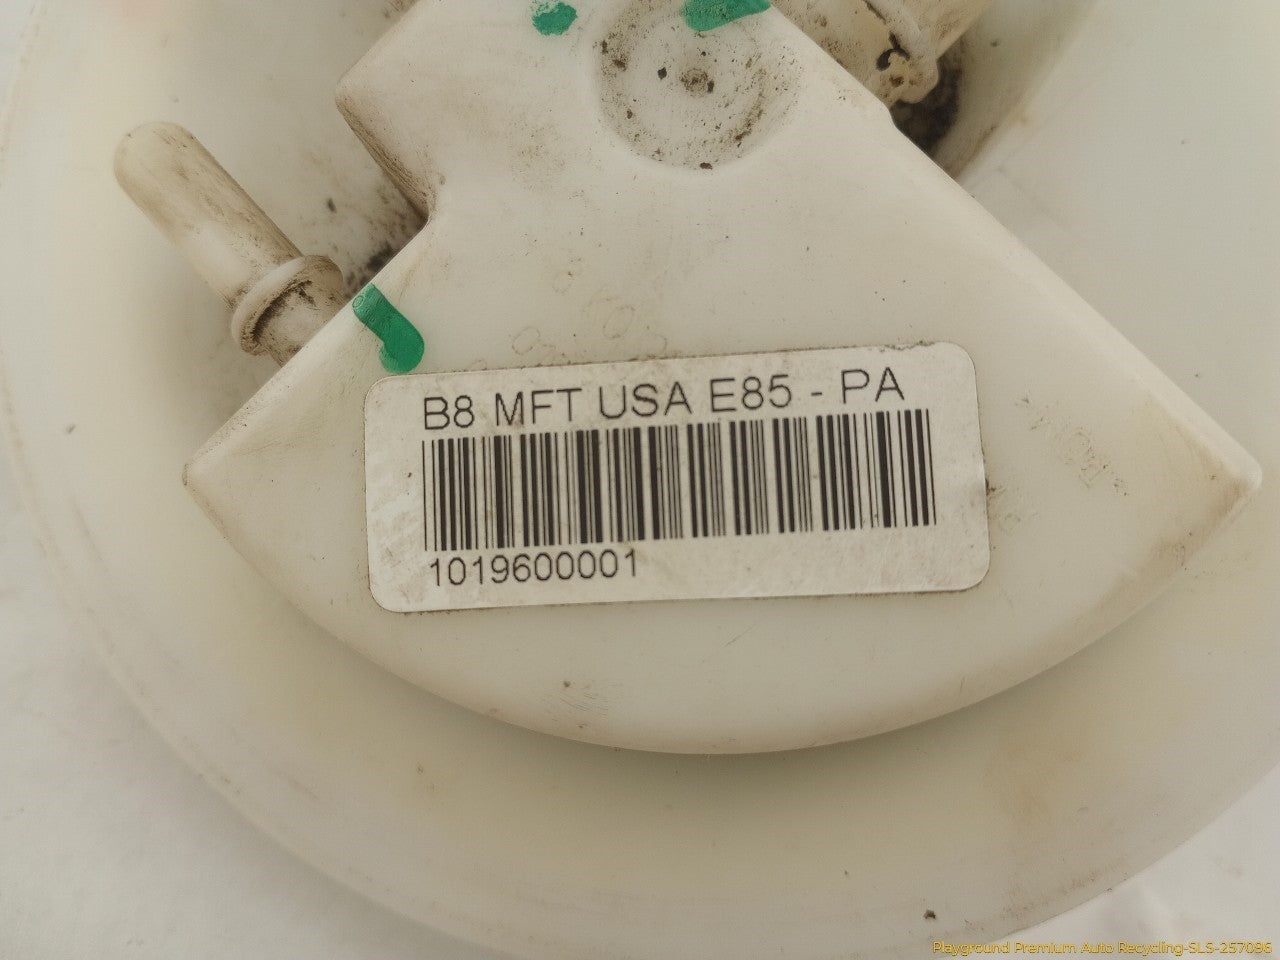 B8 MFT USA E85 - PA
1019600001
Playground Premium Auto Recycling-SLS-257096